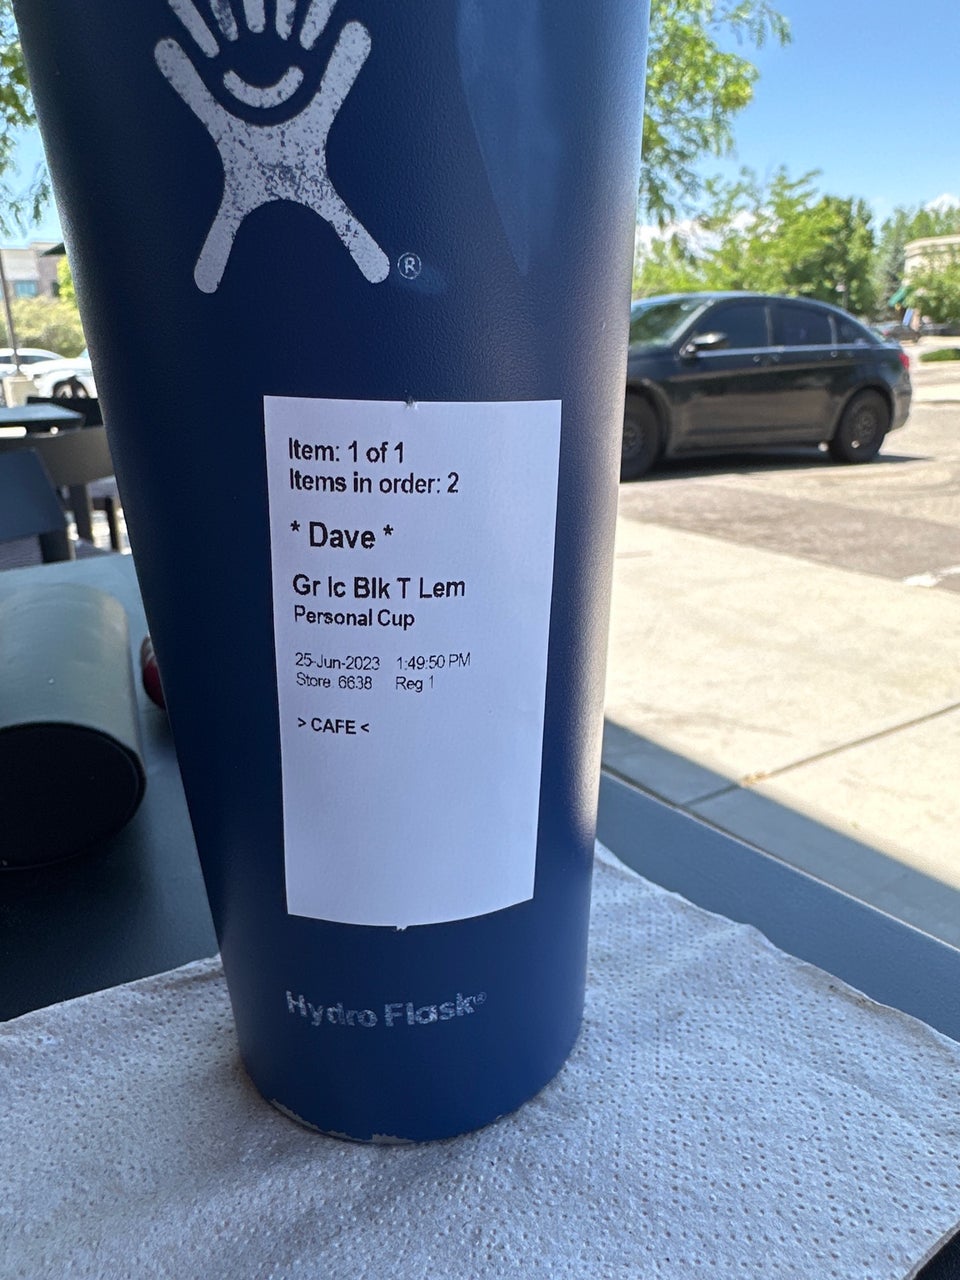 ®
Item: 1 of 1
Items in order: 2
* Dave *
Gr Ic Blk T Lem
Personal Cup
25-Jun-2023 1:49:50 PM
Store 6638 Reg 1
> CAFE <
Hydro Flask®